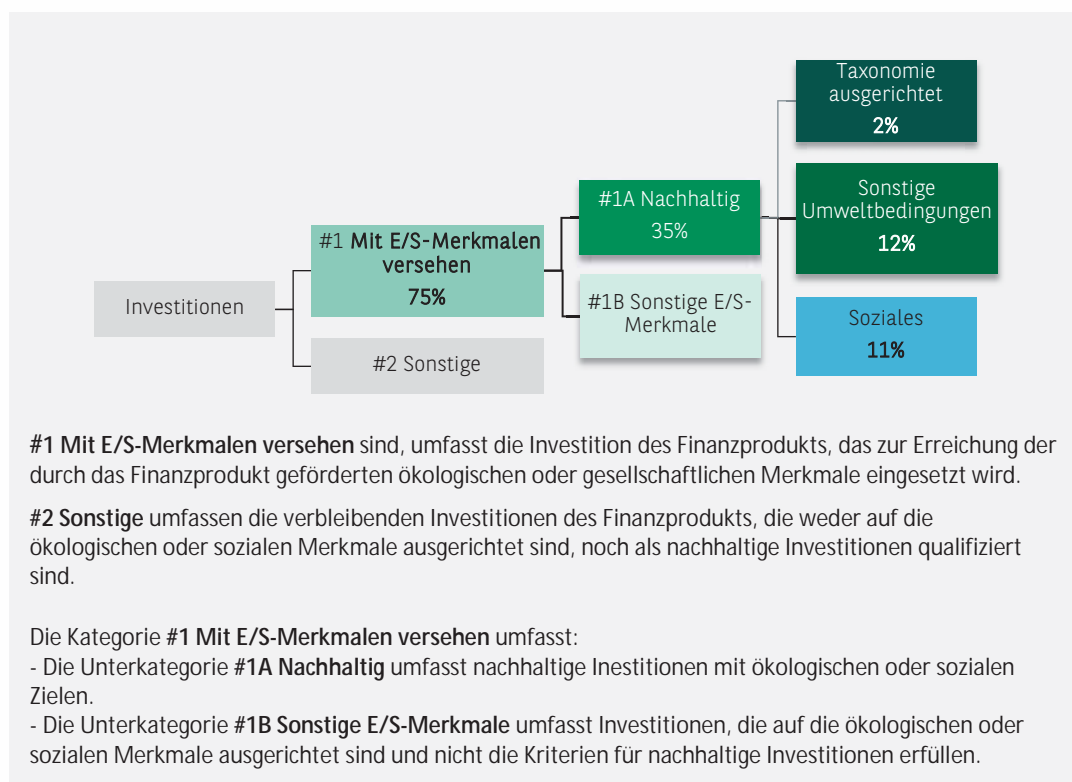 Taxonomie
ausgerichtet
2%
Sonstige
Umweltbedingungen
12%
Soziales
11%
#1A Nachhaltig
35%
#1B Sonstige E/S-
Merkmale
#1 Mit E/S-Merkmalen
versehen
75%
#2 Sonstige
Investitionen
#1 Mit E/S-Merkmalen versehen sind, umfasst die Investition des Finanzprodukts, das zur Erreichung der
durch das Finanzprodukt geförderten ökologischen oder gesellschaftlichen Merkmale eingesetzt wird.
#2 Sonstige umfassen die verbleibenden Investitionen des Finanzprodukts, die weder auf die
ökologischen oder sozialen Merkmale ausgerichtet sind, noch als nachhaltige Investitionen qualifiziert
sind.
Die Kategorie #1 Mit E/S-Merkmalen versehen umfasst:
- Die Unterkategorie #1A Nachhaltig umfasst nachhaltige Inestitionen mit ökologischen oder sozialen
Zielen.
- Die Unterkategorie #1B Sonstige E/S-Merkmale umfasst Investitionen, die auf die ökologischen oder
sozialen Merkmale ausgerichtet sind und nicht die Kriterien für nachhaltige Investitionen erfüllen.